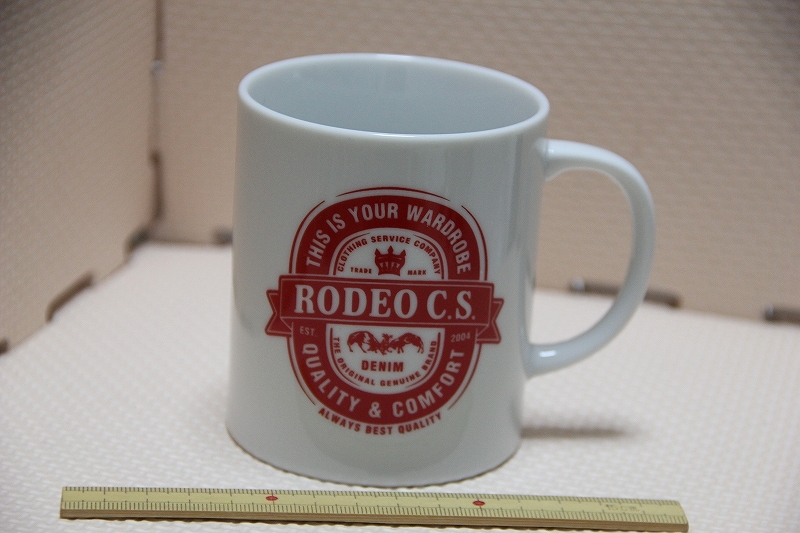 THIS IS YOUR WARDROBE
CLOTHING SERVICE COMPANY
TRADE MARK
RODEO C.S.
EST. 2004
DENIM
THE ORIGINAL GENUINE BRAND
QUALITY & COMFORT
ALWAYS BEST QUALITY